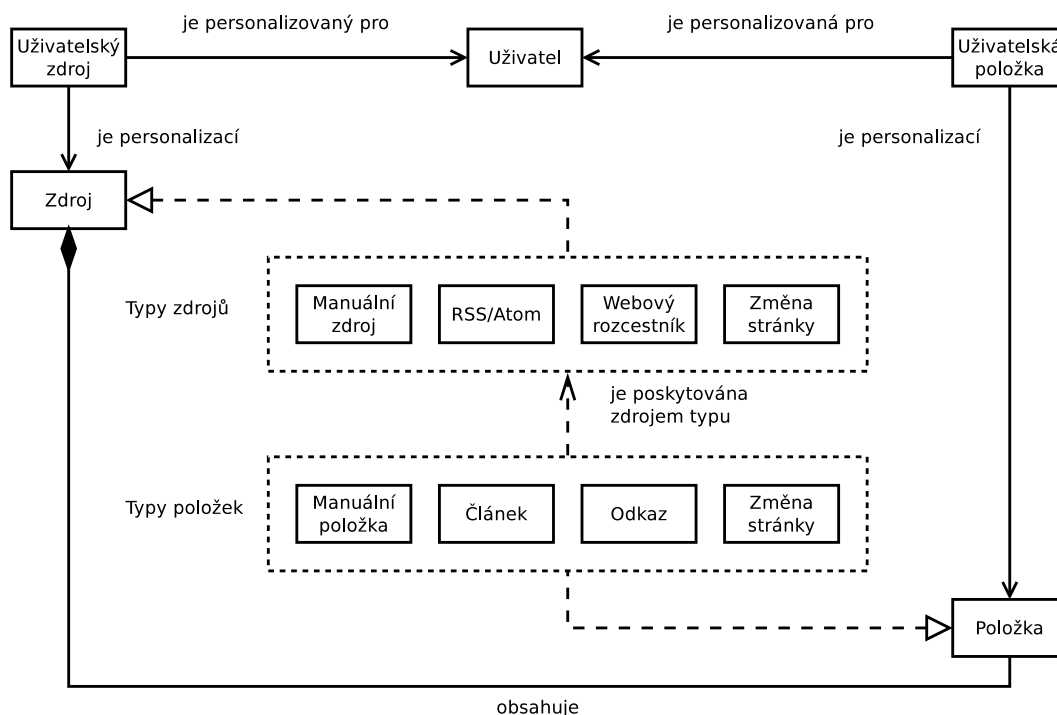 je personalizovaný pro
je personalizovaná pro
Uživatelský
zdroj
Uživatel
Uživatelská
položka
je personalizací
je personalizací
Zdroj
Typy zdrojů
Manuální
zdroj
RSS/Atom
Webový
rozcestník
Změna
stránky
je poskytována
zdrojem typu
Typy položek
Manuální
položka
Článek
Odkaz
Změna
stránky
Položka
obsahuje